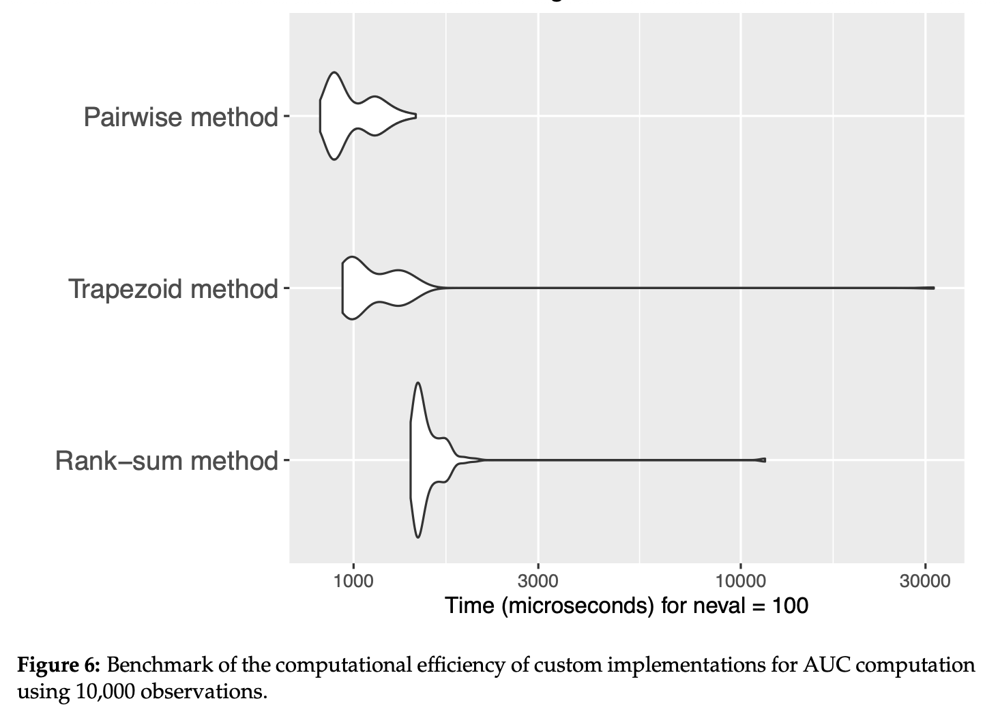 Pairwise method
Trapezoid method
Rank−sum method
1000 3000 10000 30000
Time (microseconds) for neval = 100
Figure 6: Benchmark of the computational efficiency of custom implementations for AUC computation
using 10,000 observations.